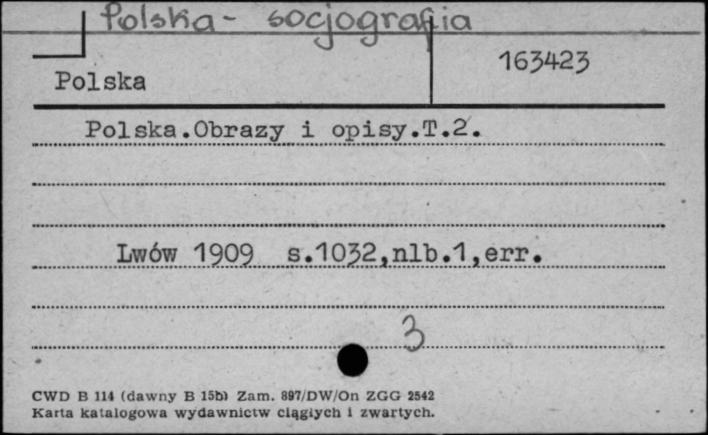 Polska - socjografia
163423
Polska
Polska.Obrazy i opisy.T.2.
Lwów 1909 s.1032,nlb.1,err.
3
CWD B 114 (dawny B 15b) Zam. 897/DW/On ZGG 2542
Karta katalogowa wydawnictw ciągłych i zwartych.